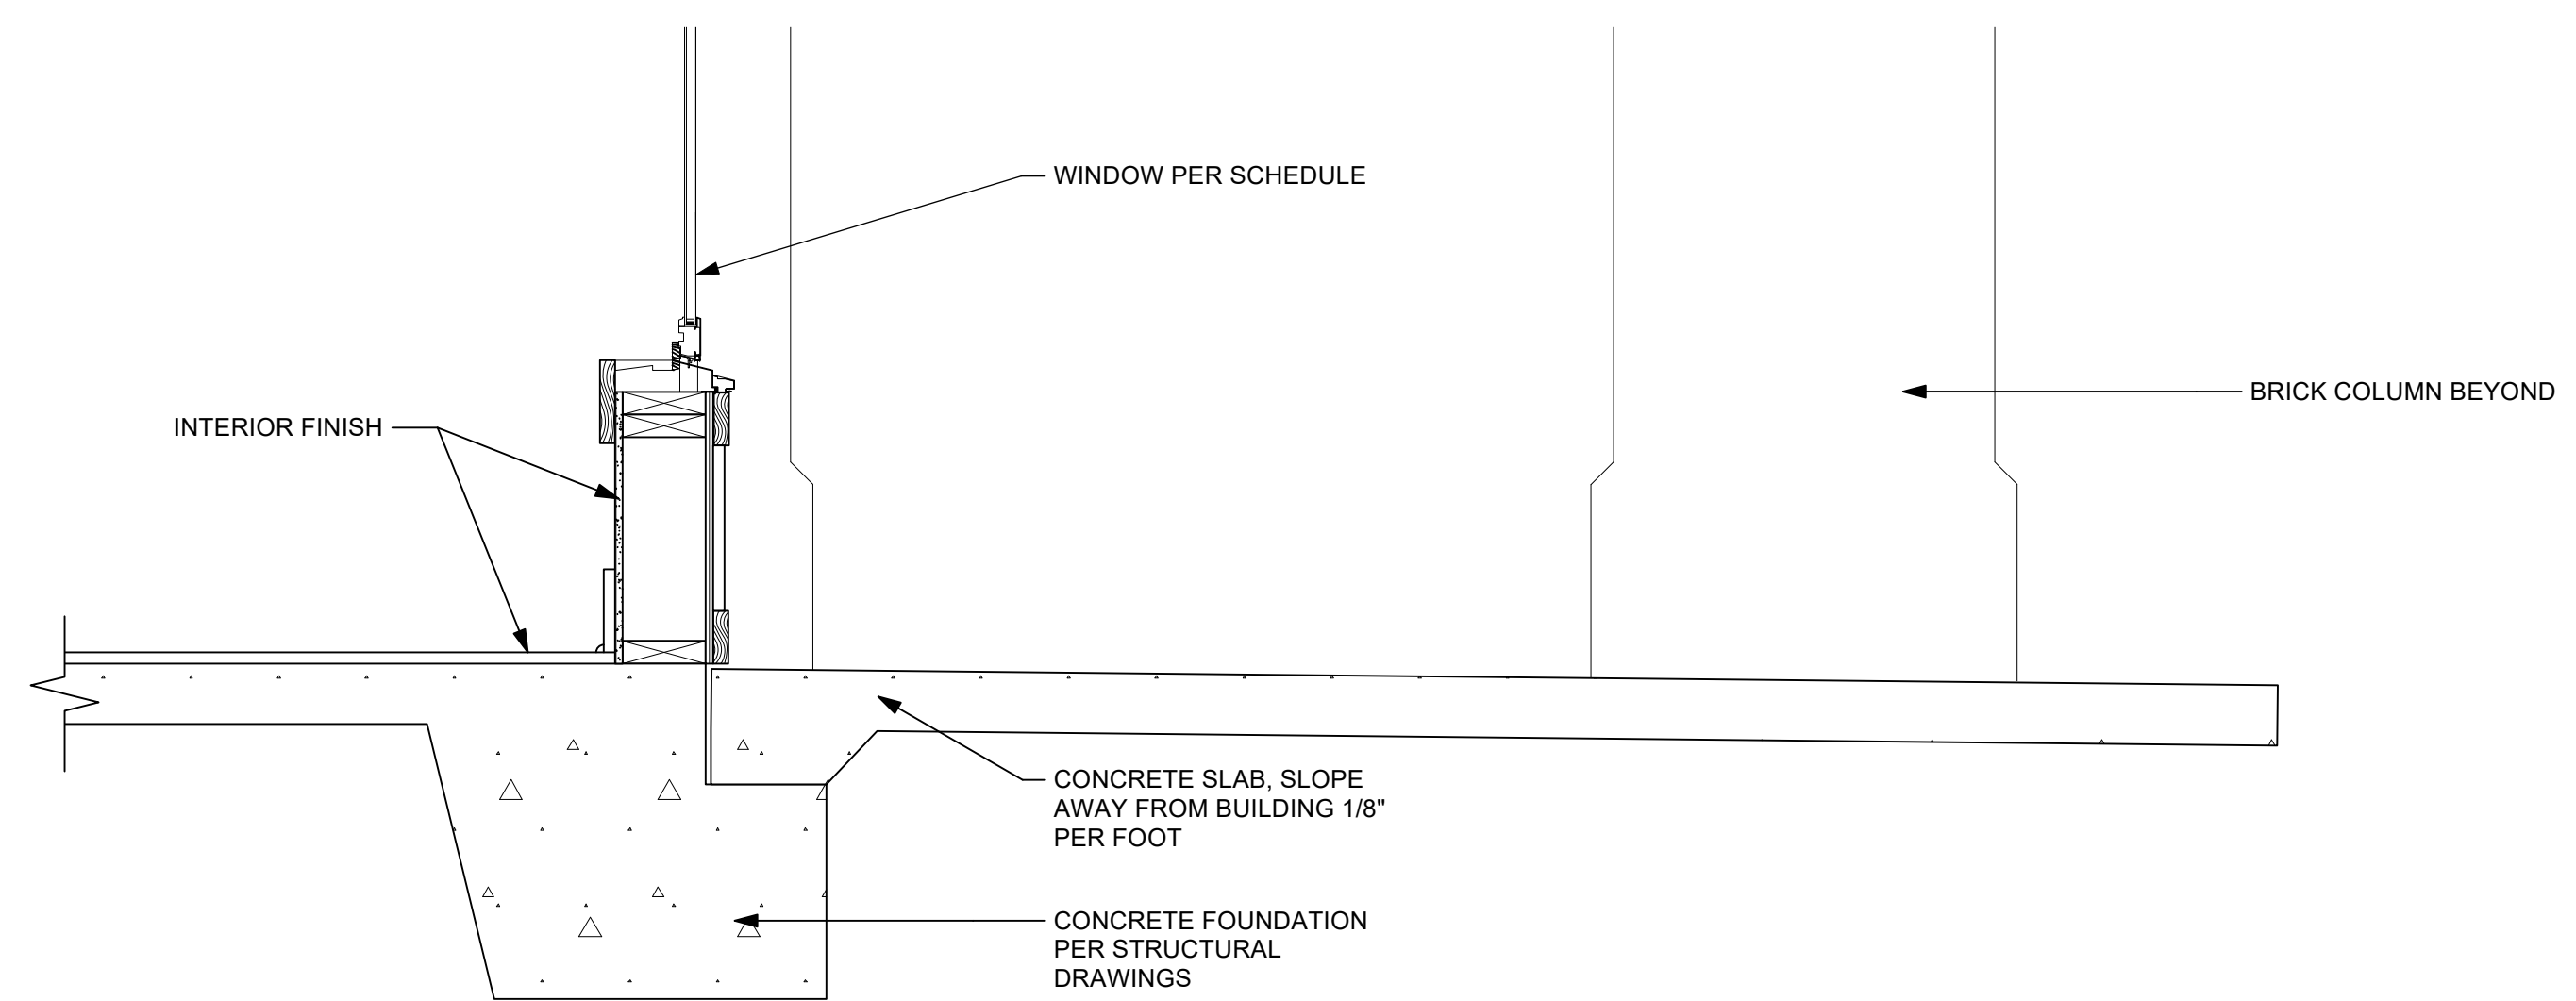 WINDOW PER SCHEDULE
BRICK COLUMN BEYOND
INTERIOR FINISH
CONCRETE SLAB, SLOPE
AWAY FROM BUILDING 1/8"
PER FOOT
CONCRETE FOUNDATION
PER STRUCTURAL
DRAWINGS